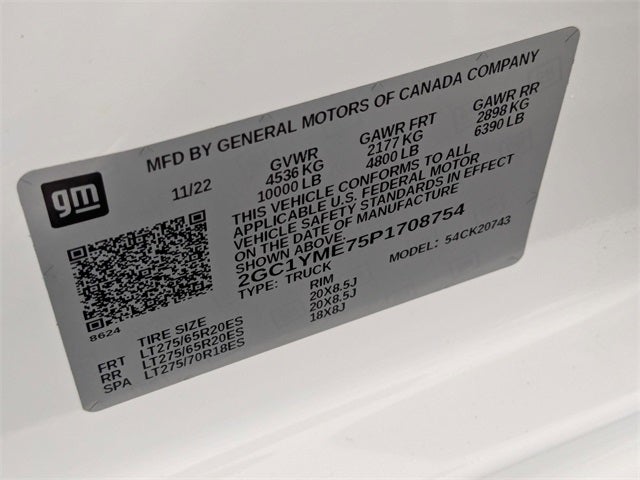 gm
MFD BY GENERAL MOTORS OF CANADA COMPANY
11/22
GVWR GAWR FRT GAWR RR
4536 KG 2177 KG 2898 KG
10000 LB 4800 LB 6390 LB
THIS VEHICLE CONFORMS TO ALL
APPLICABLE U.S. FEDERAL MOTOR
VEHICLE SAFETY STANDARDS IN EFFECT
ON THE DATE OF MANUFACTURE
SHOWN ABOVE.
2GC1YME75P1708754
TYPE: TRUCK MODEL: 54CK20743
8624
TIRE SIZE RIM
FRT LT275/65R20ES 20X8.5J
RR LT275/65R20ES 20X8.5J
SPA LT275/70R18ES 18X8J